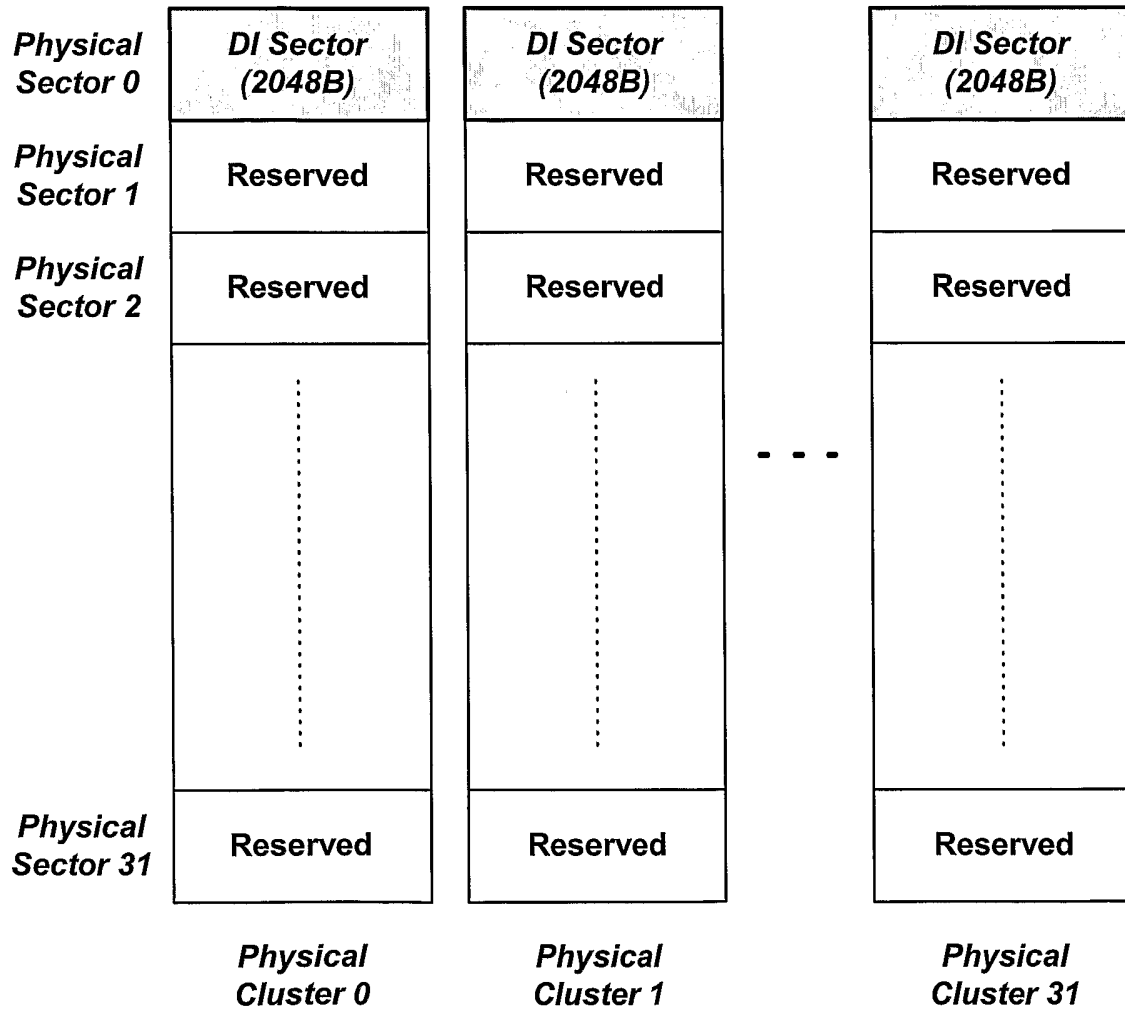 Physical
Sector 0
DI Sector
(2048B)
DI Sector
(2048B)
DI Sector
(2048B)
Physical
Sector 1
Reserved
Reserved
Reserved
Physical
Sector 2
Reserved
Reserved
Reserved
Physical
Sector 31
Reserved
Reserved
Reserved
Physical
Cluster 0
Physical
Cluster 1
Physical
Cluster 31